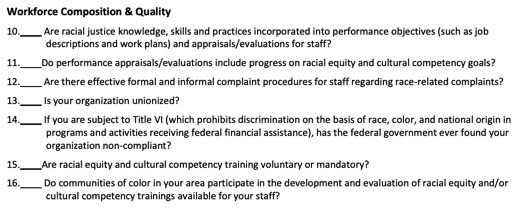 Workforce Composition & Quality
10.____ Are racial justice knowledge, skills and practices incorporated into performance objectives (such as job
descriptions and work plans) and appraisals/evaluations for staff?
11.____Do performance appraisals/evaluations include progress on racial equity and cultural competency goals?
12.____ Are there effective formal and informal complaint procedures for staff regarding race-related complaints?
13.____ Is your organization unionized?
14.____ If you are subject to Title VI (which prohibits discrimination on the basis of race, color, and national origin in
programs and activities receiving federal financial assistance), has the federal government ever found your
organization non-compliant?
15.____Are racial equity and cultural competency training voluntary or mandatory?
16.____ Do communities of color in your area participate in the development and evaluation of racial equity and/or
cultural competency trainings available for your staff?